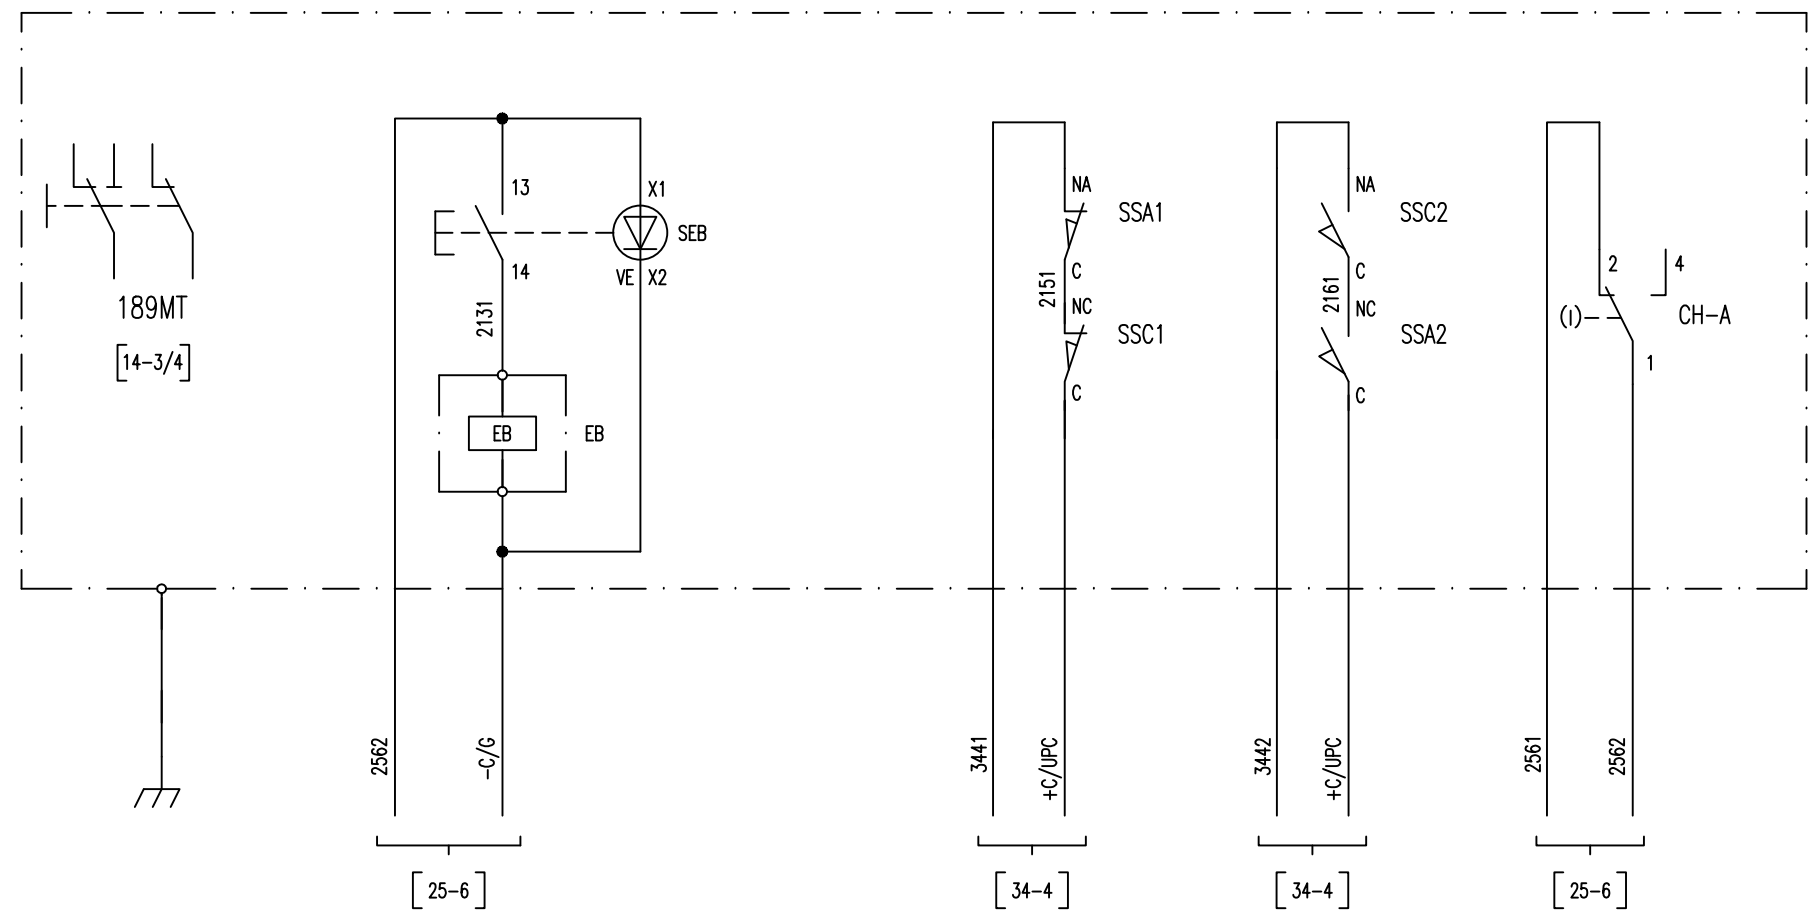 189MT
[14-3/4]
13
14
2131
X1
SEB
VE X2
EB
EB
2562
-C/G
[25-6]
NA
SSA1
C
2151
NC
SSC1
C
3441
+C/UPC
[34-4]
NA
SSC2
C
2161
NC
SSA2
C
3442
+C/UPC
[34-4]
2
4
(I)
CH-A
1
2561
2562
[25-6]